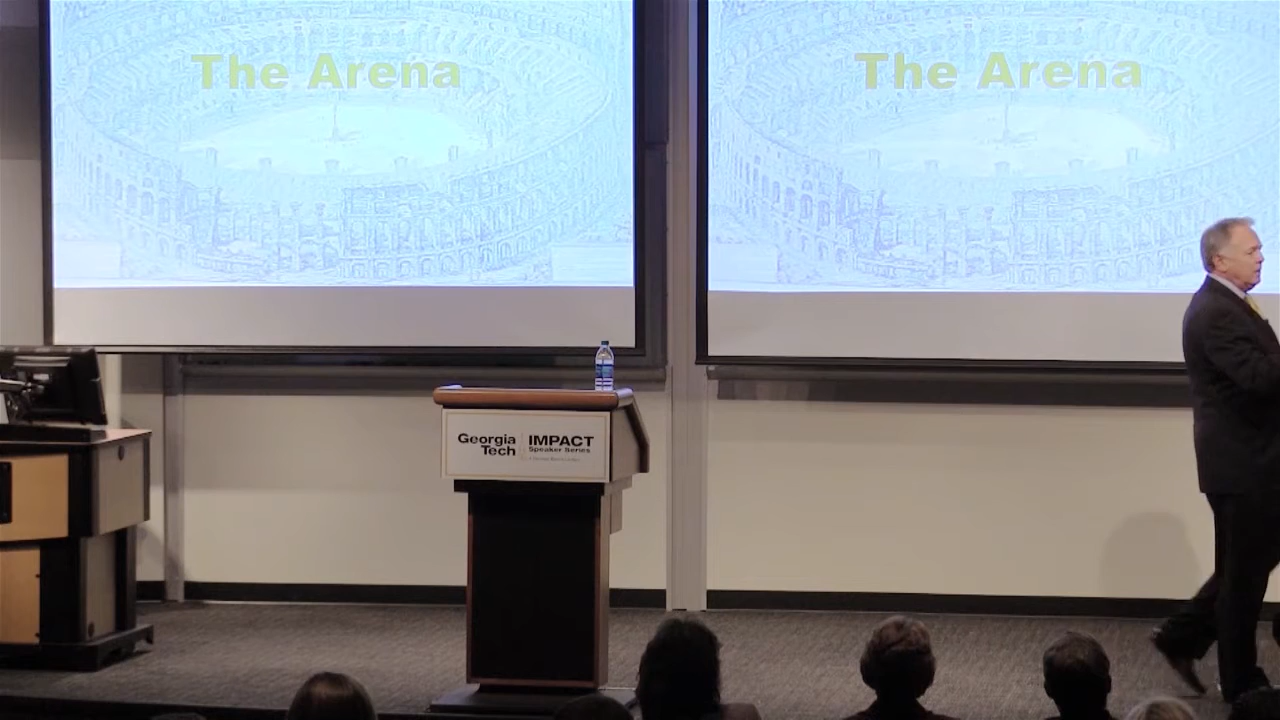 The Arena
The Arena
Georgia
Tech
IMPACT
Speaker Series